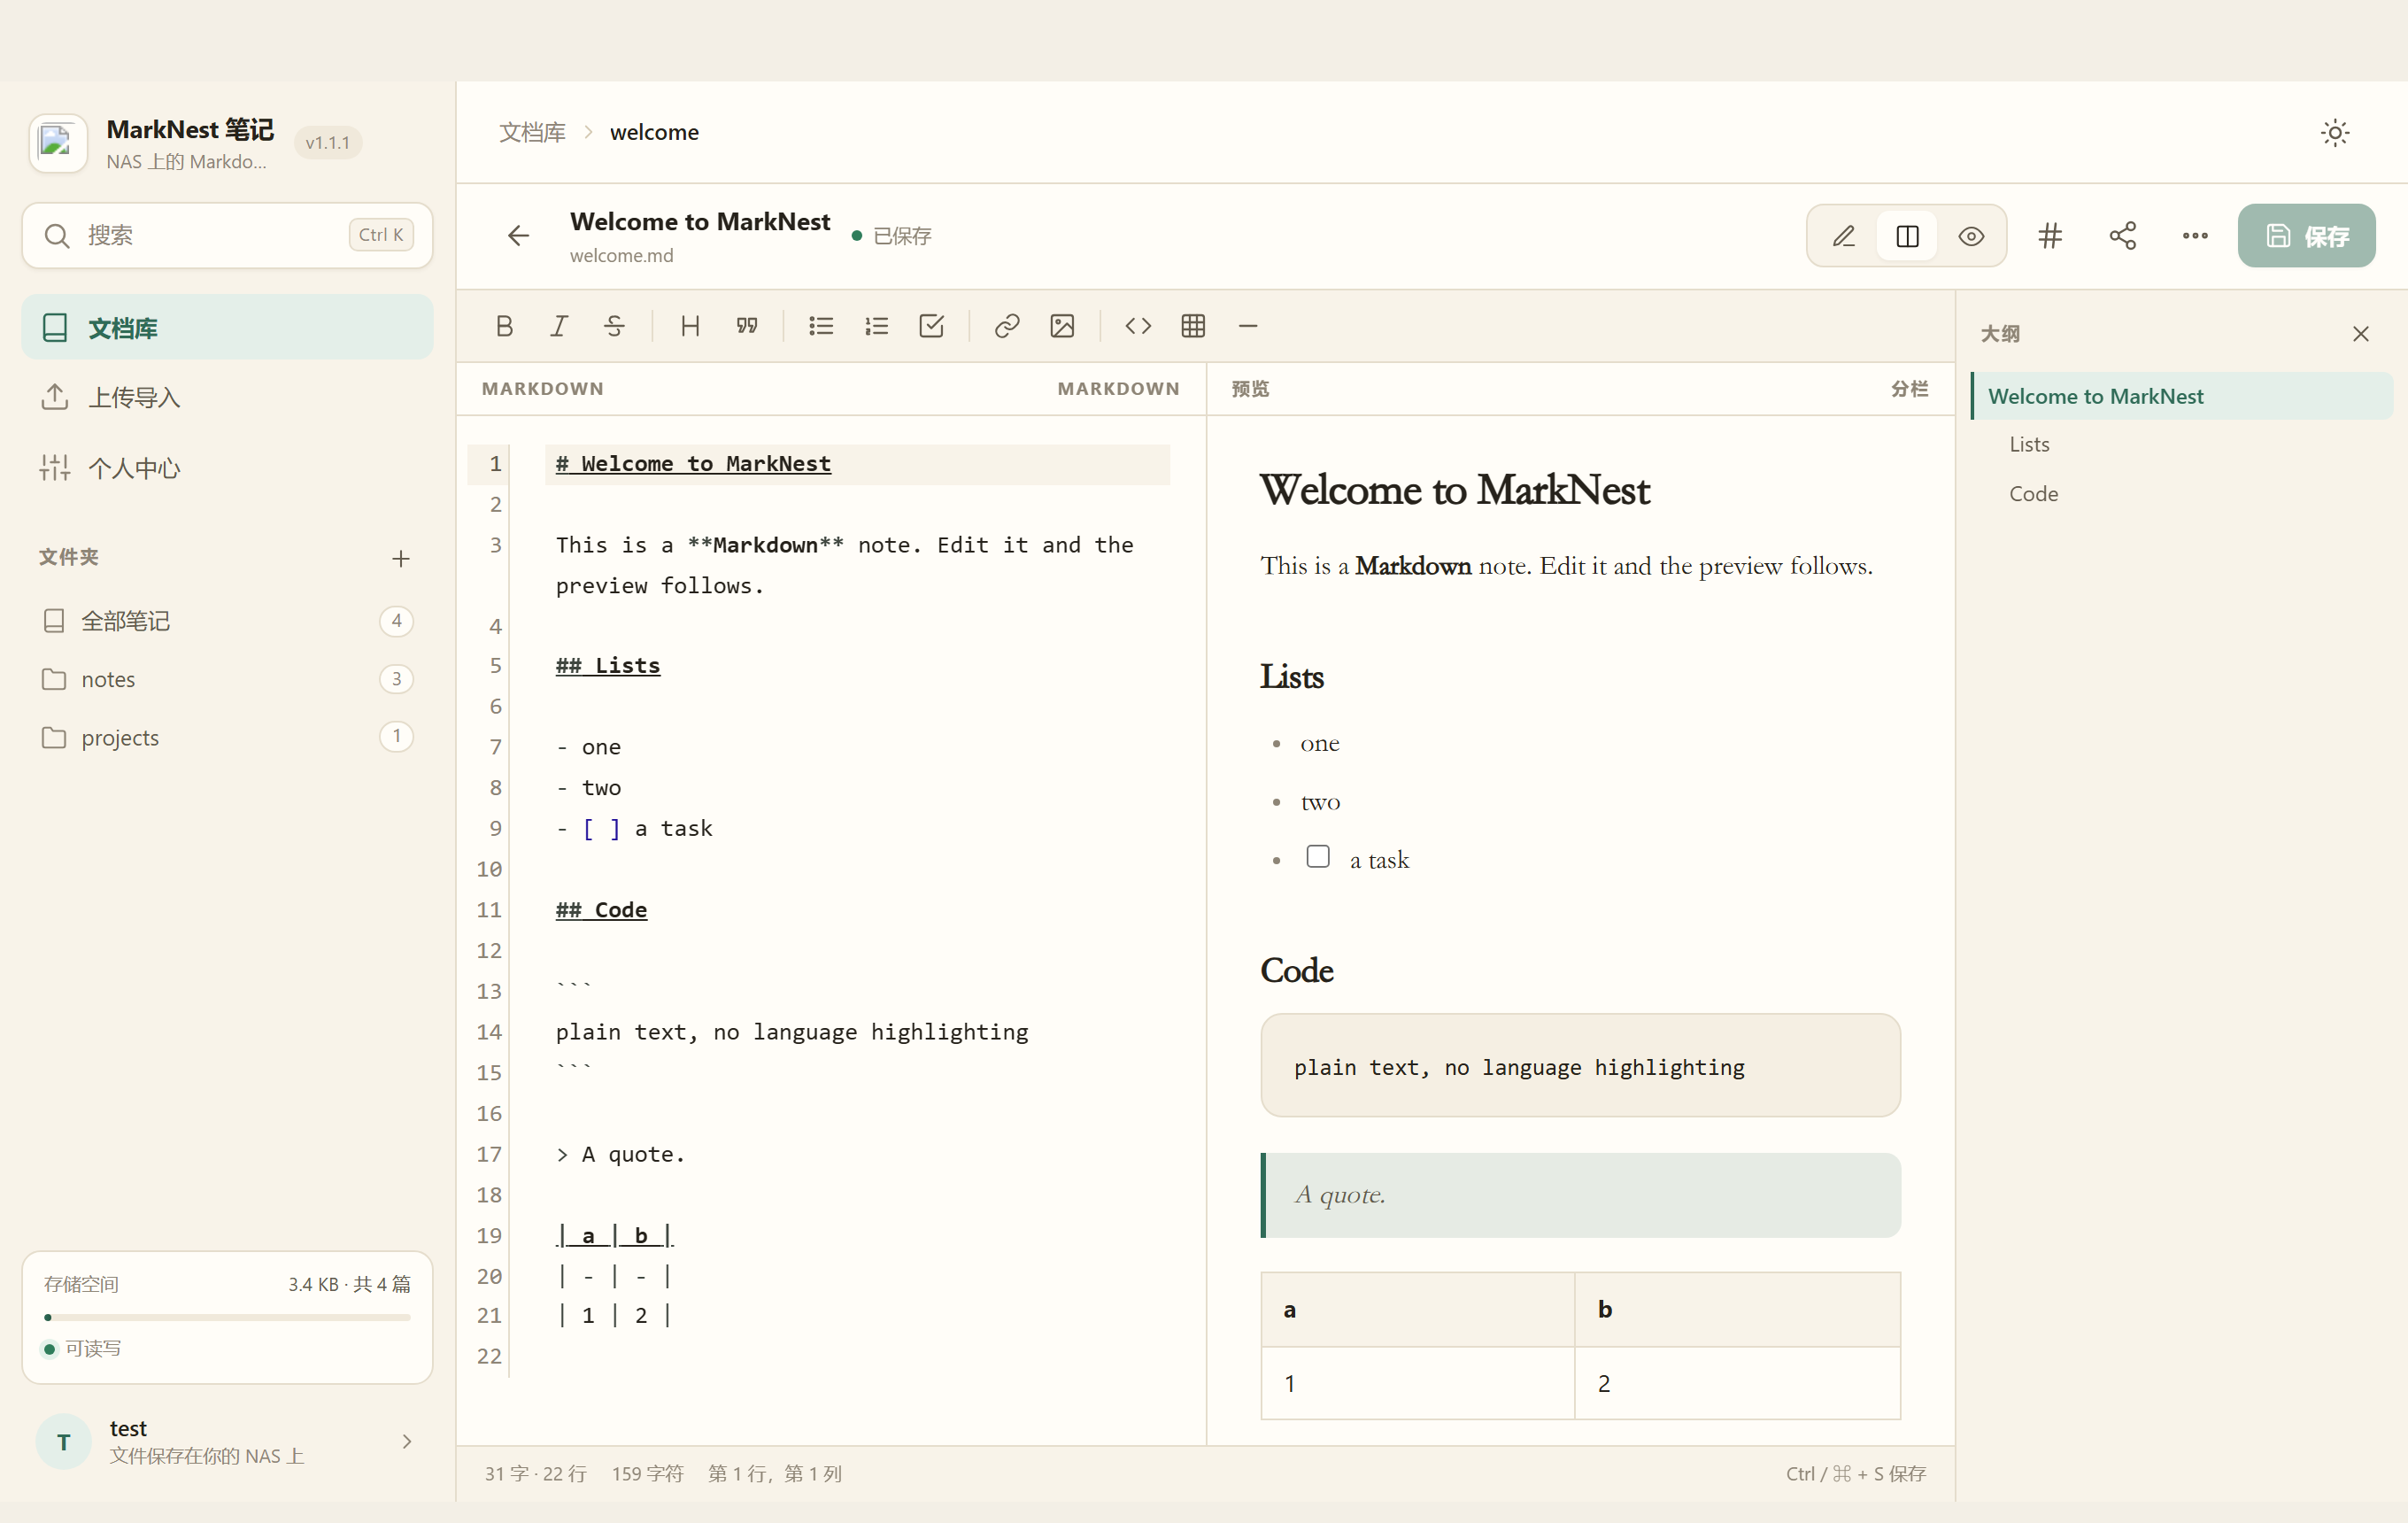 MarkNest 笔记
v1.1.1
NAS 上的 Markdo...
搜索
Ctrl K
文档库
上传导入
个人中心
文件夹
全部笔记
4
notes
3
projects
1
存储空间
3.4 KB · 共 4 篇
可读写
T
test
文件保存在你的 NAS 上
文档库
welcome
Welcome to MarkNest
welcome.md
已保存
保存
MARKDOWN
MARKDOWN
1 # Welcome to MarkNest
2
3 This is a **Markdown** note. Edit it and the
preview follows.
4
5 ## Lists
6
7 - one
8 - two
9 - [ ] a task
10
11 ## Code
12
13 ```
14 plain text, no language highlighting
15 ```
16
17 > A quote.
18
19 | a | b |
20 | - | - |
21 | 1 | 2 |
22
预览
分栏
Welcome to MarkNest
This is a Markdown note. Edit it and the preview follows.
Lists
one
two
a task
Code
plain text, no language highlighting
A quote.
a b
1 2
31 字 · 22 行 159 字符 第 1 行，第 1 列
Ctrl / ⌘ + S 保存
大纲
Welcome to MarkNest
Lists
Code